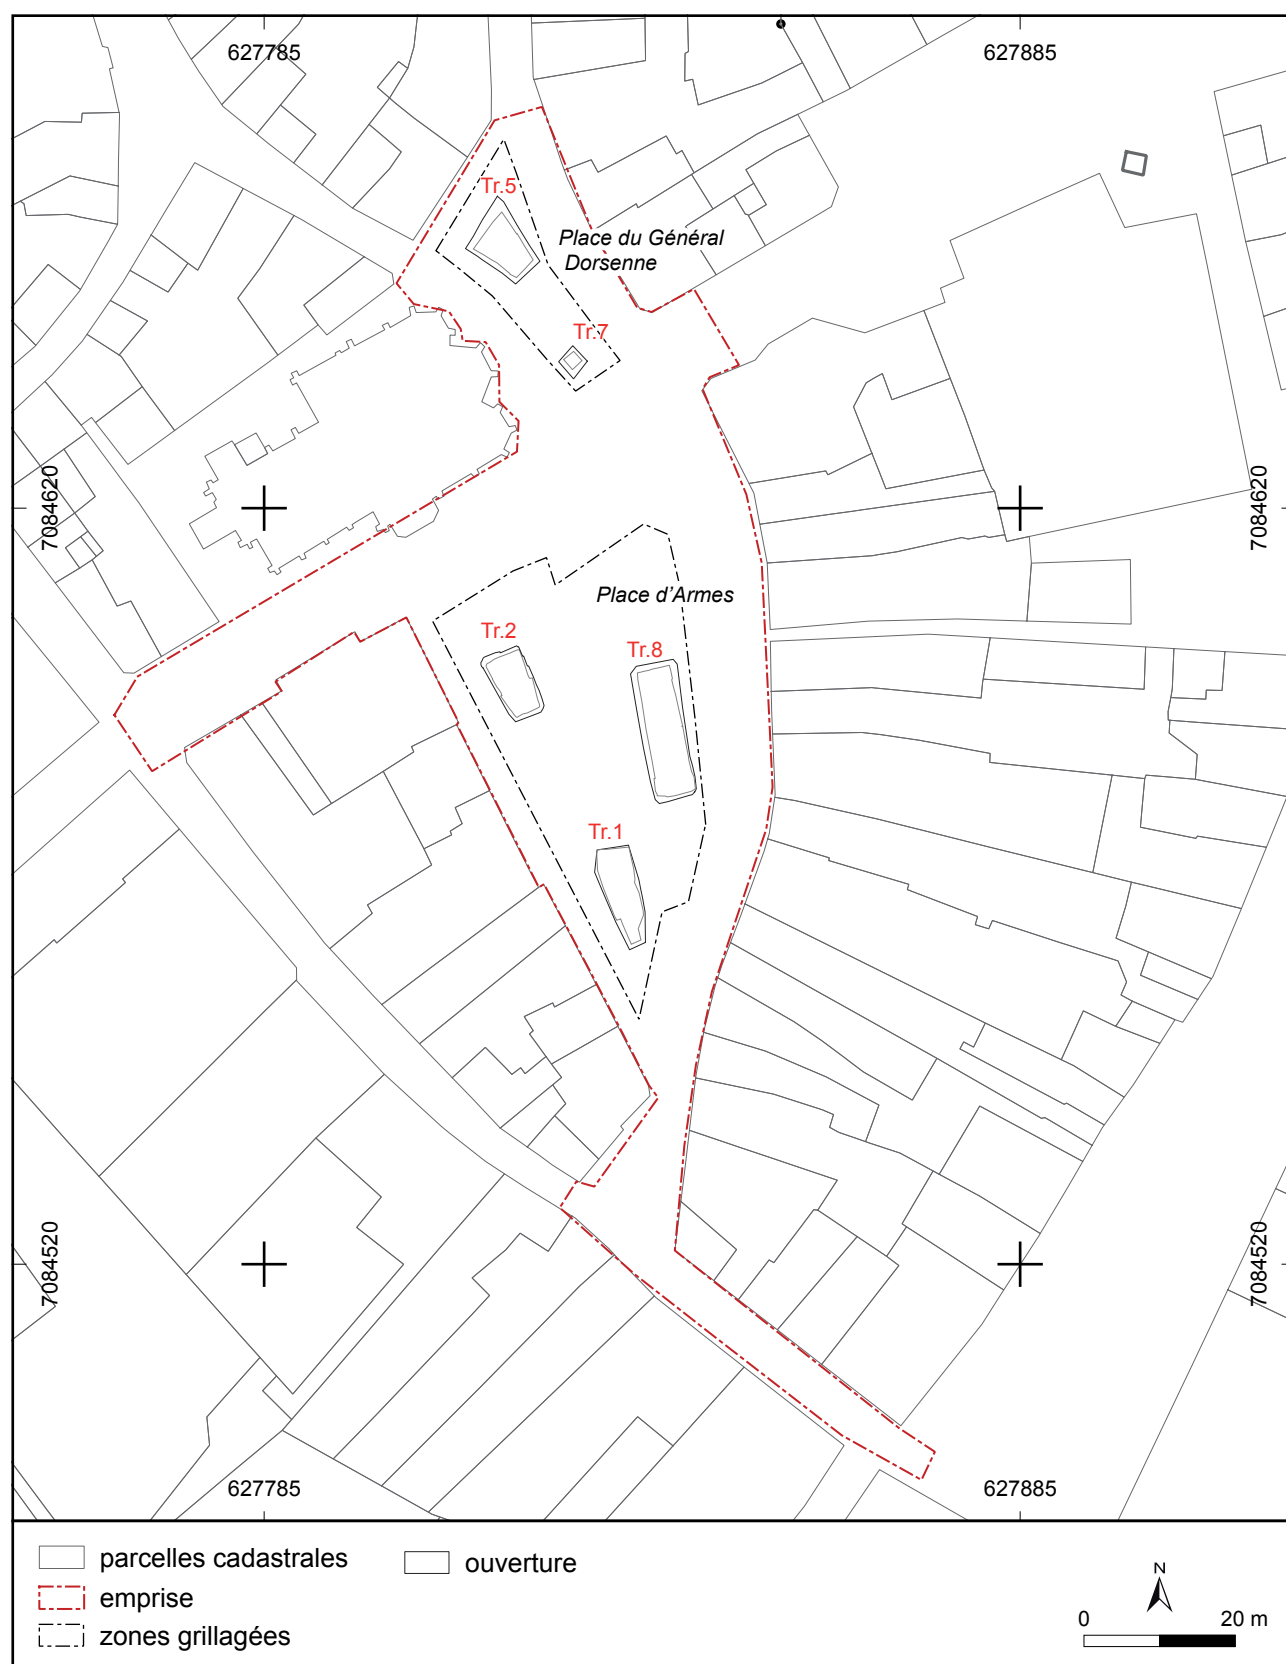 627785
627885
Tr.5
Place du Général
Dorsenne
Tr.7
7084620
7084620
Place d'Armes
Tr.2
Tr.8
Tr.1
7084520
7084520
627785
627885
parcelles cadastrales
ouverture
emprise
zones grillagées
N
0 20 m